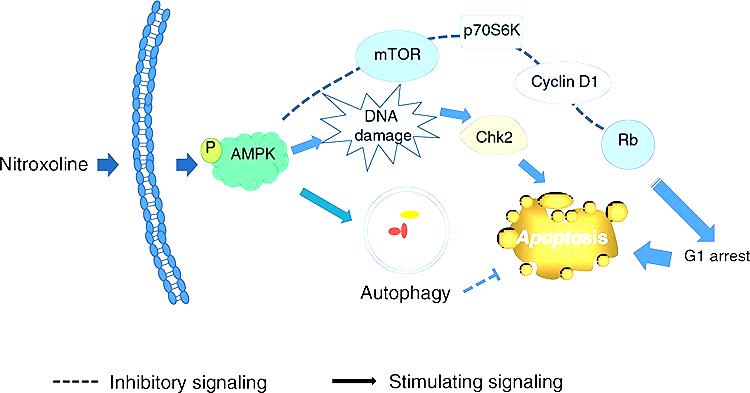 p70S6K
mTOR
Cyclin D1
DNA
damage
Chk2
Rb
P
AMPK
Nitroxoline
Apoptosis
G1 arrest
Autophagy
Inhibitory signaling
Stimulating signaling